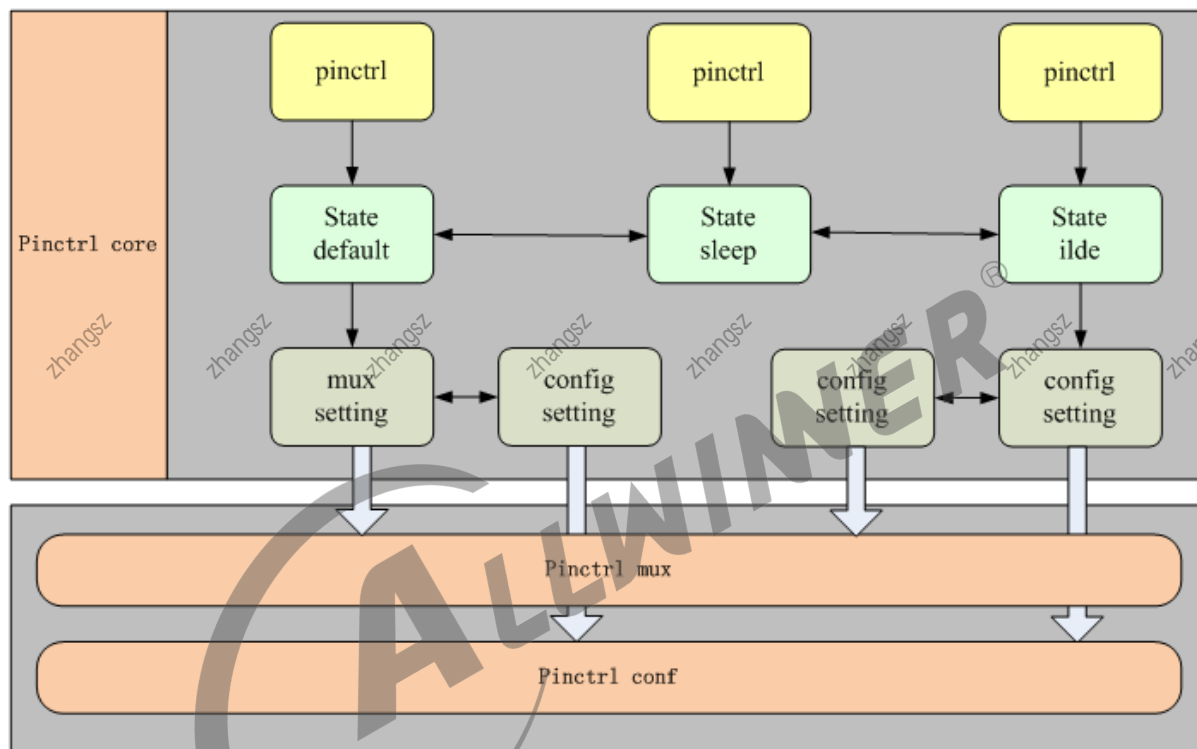 pinctrl
pinctrl
pinctrl
Pinctrl core
State
default
State
sleep
State
ilde
mux
setting
config
setting
config
setting
config
setting
Pinctrl mux
Pinctrl conf
zhangsz
zhangsz
zhangsz
zhangsz
zhangsz
zhangsz
zhangsz
zhangsz
ALLWINNER®